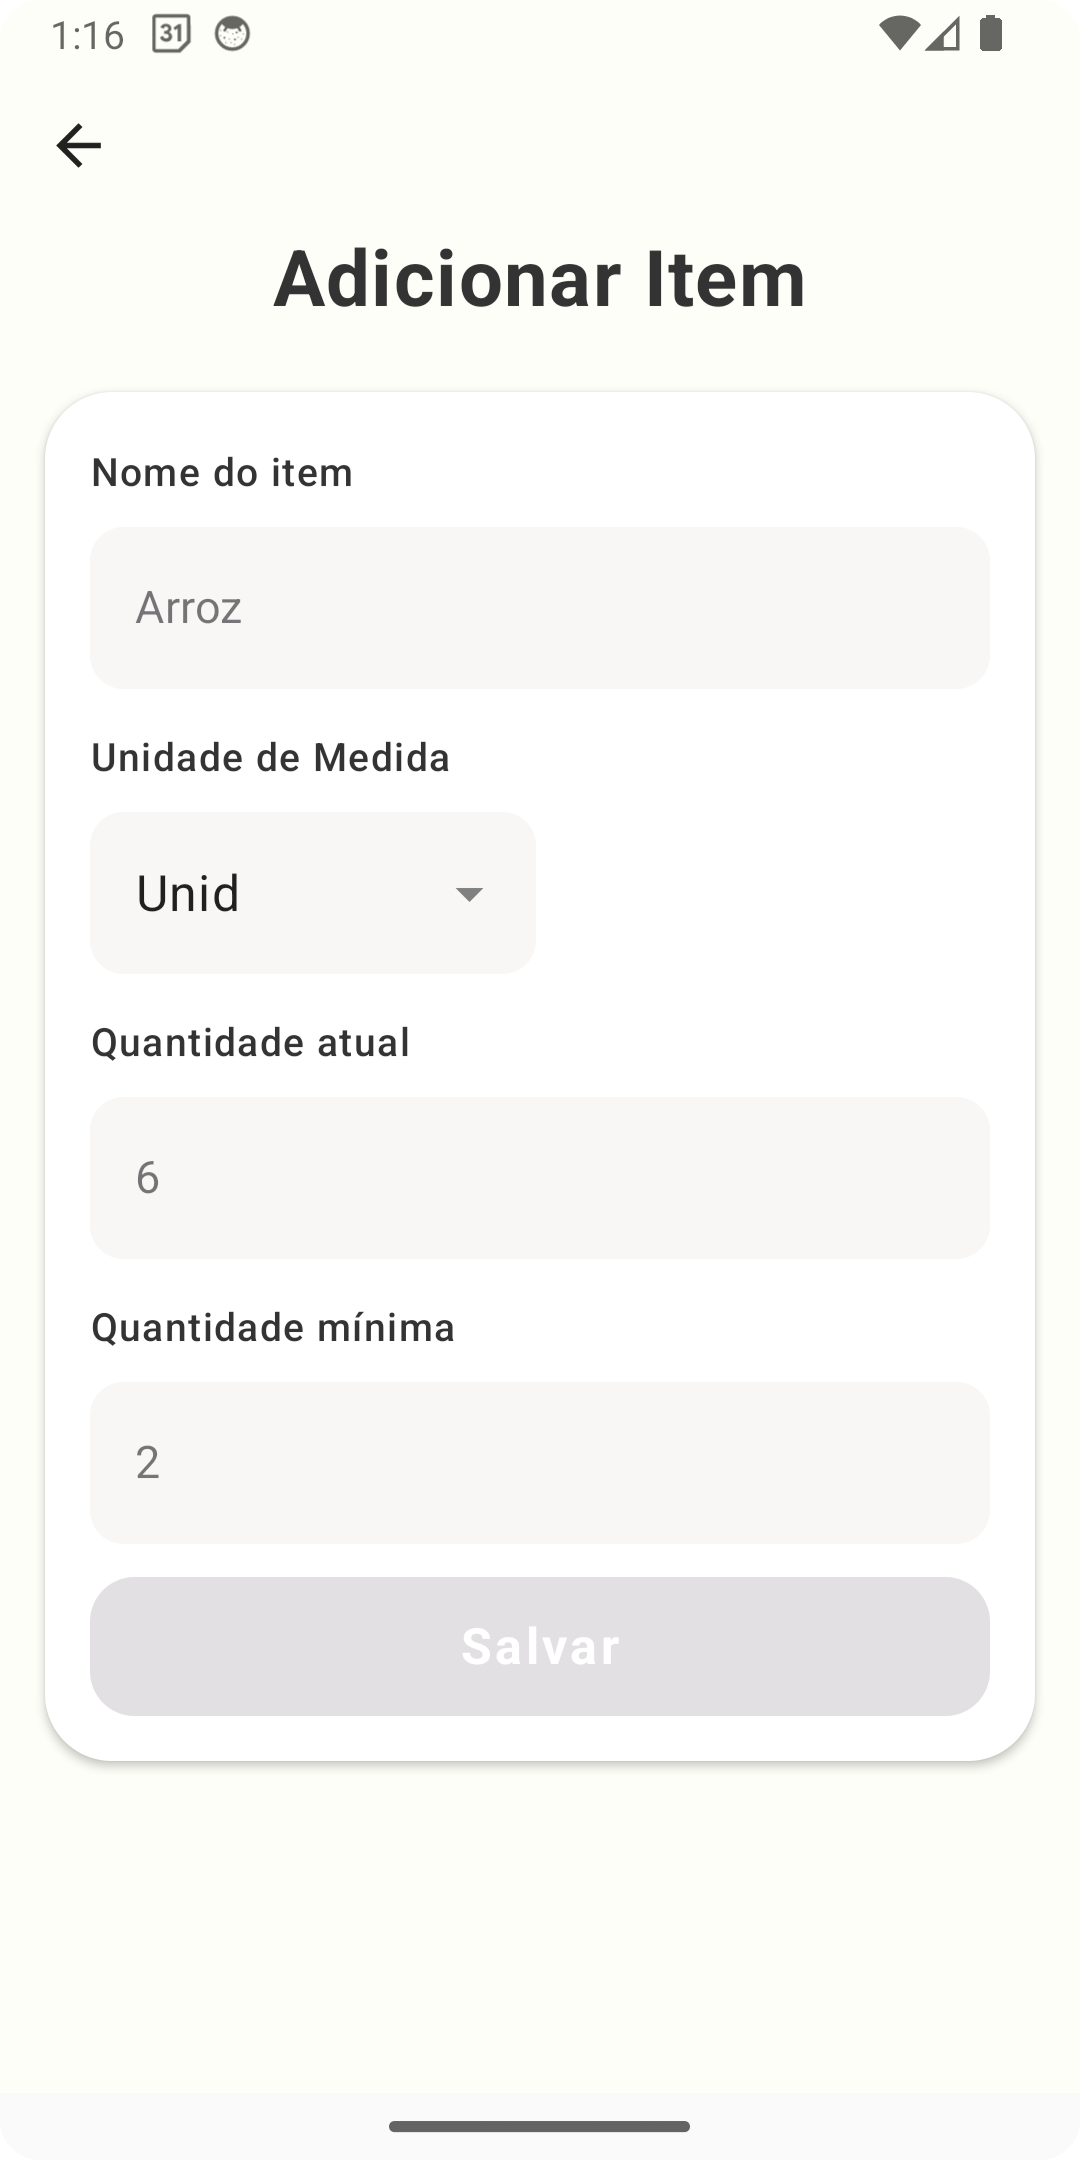 1:16 31
Adicionar Item
Nome do item
Arroz
Unidade de Medida
Unid
Quantidade atual
6
Quantidade mínima
2
Salvar